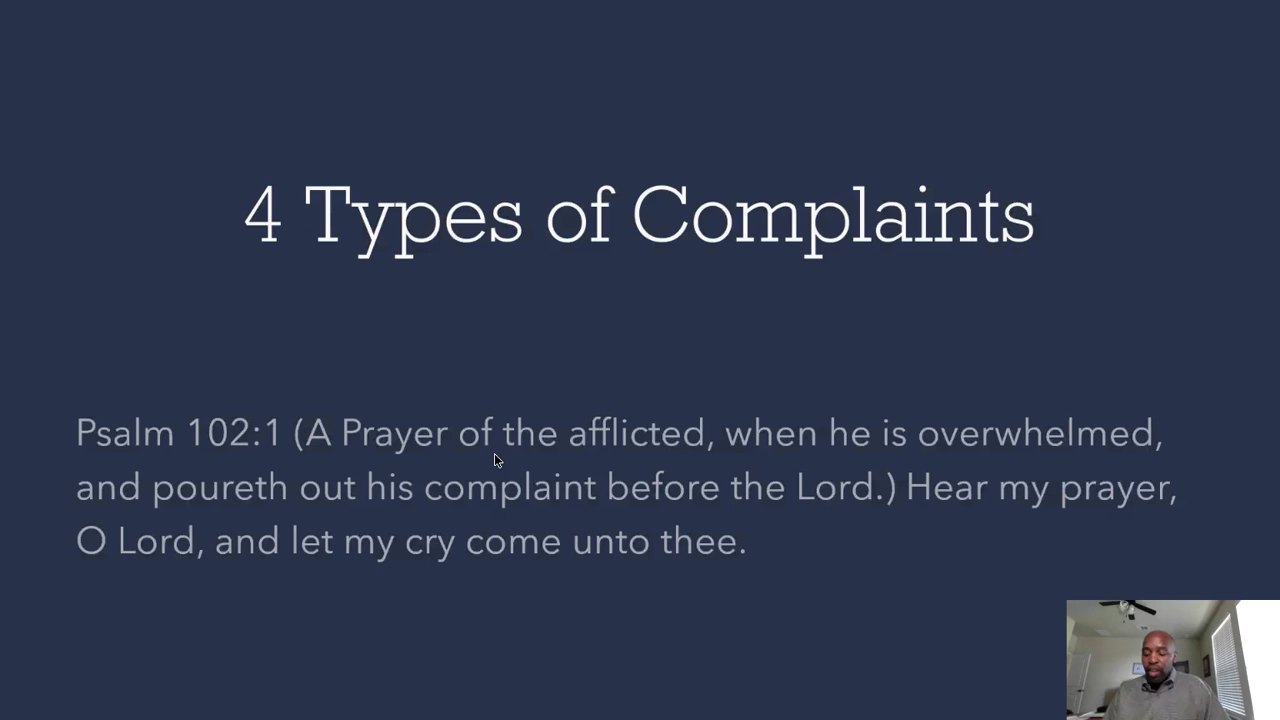 4 Types of Complaints
Psalm 102:1 (A Prayer of the afflicted, when he is overwhelmed,
and poureth out his complaint before the Lord.) Hear my prayer,
O Lord, and let my cry come unto thee.